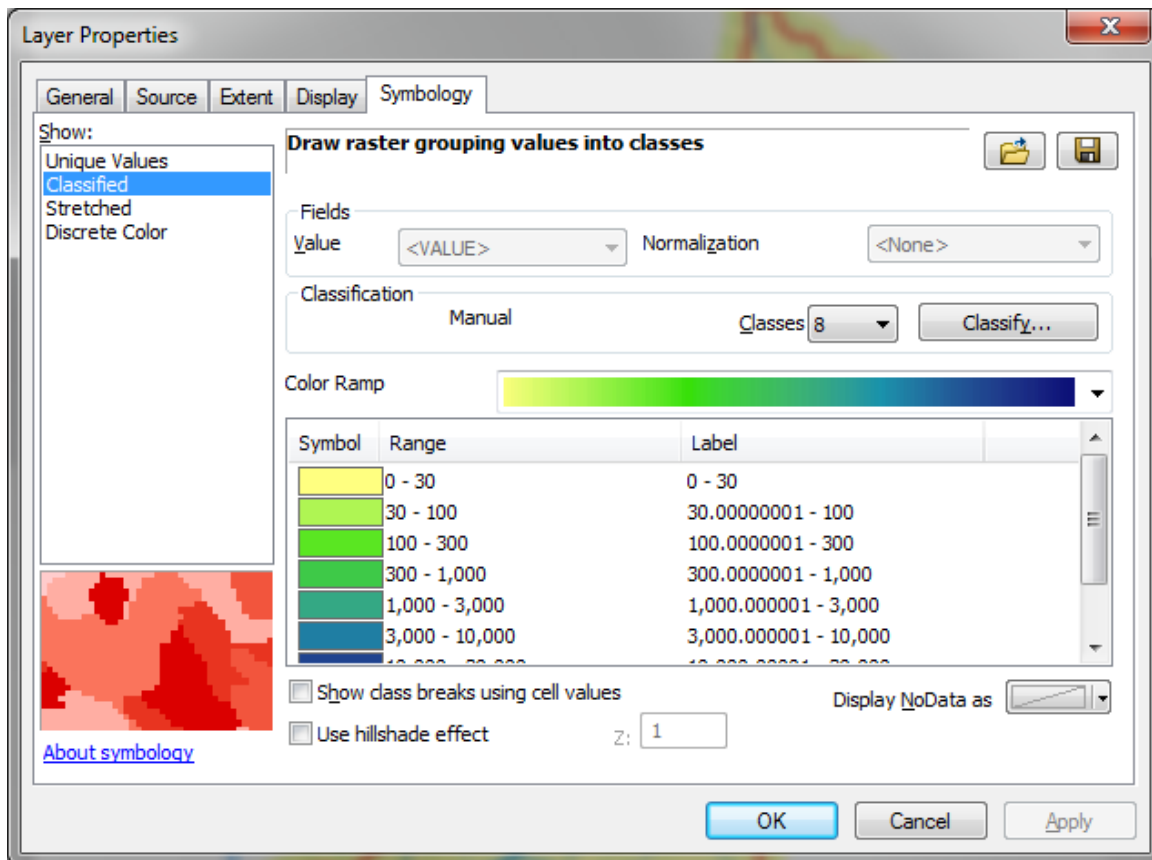 Layer Properties
X
General Source Extent Display Symbology
Show:
Unique Values
Classified
Stretched
Discrete Color
Draw raster grouping values into classes
Fields
Value <VALUE> Normalization <None>
Classification
Manual Classes 8 Classify...
Color Ramp
Symbol Range Label
0 - 30 0 - 30
30 - 100 30.00000001 - 100
100 - 300 100.0000001 - 300
300 - 1,000 300.0000001 - 1,000
1,000 - 3,000 1,000.000001 - 3,000
3,000 - 10,000 3,000.000001 - 10,000
Show class breaks using cell values
Display NoData as
Use hillshade effect Z: 1
About symbology
OK Cancel Apply